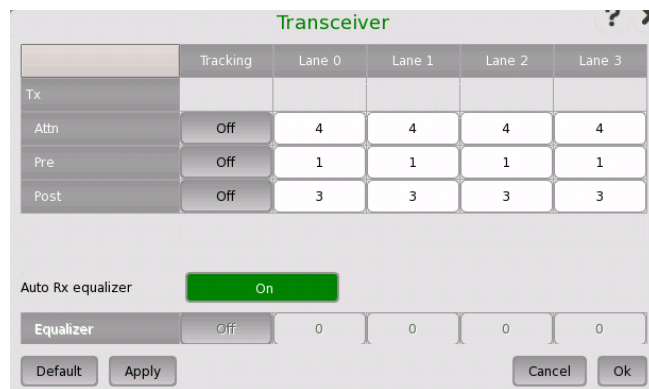 Transceiver ?
Tracking Lane 0 Lane 1 Lane 2 Lane 3
Tx
Attn Off 4 4 4 4
Pre Off 1 1 1 1
Post Off 3 3 3 3
Auto Rx equalizer On
Equalizer Off 0 0 0 0
Default Apply Cancel Ok